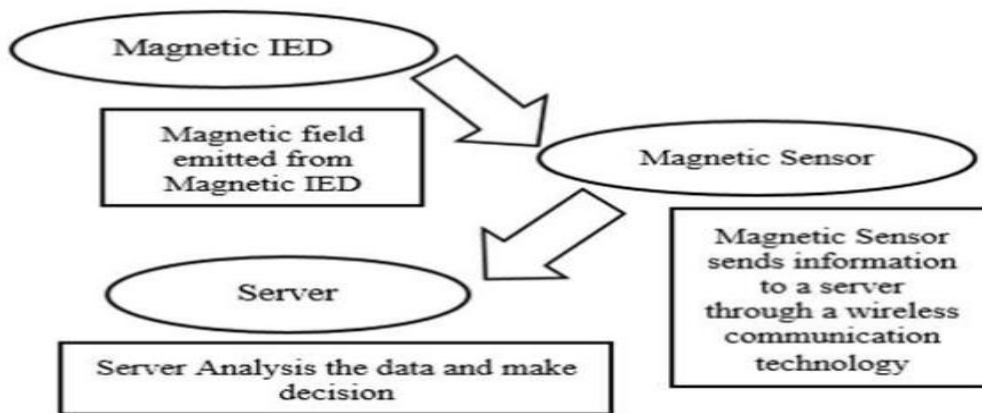 Magnetic IED
Magnetic field
emitted from
Magnetic IED
Magnetic Sensor
Magnetic Sensor
sends information
to a server
through a wireless
communication
technology
Server
Server Analysis the data and make
decision